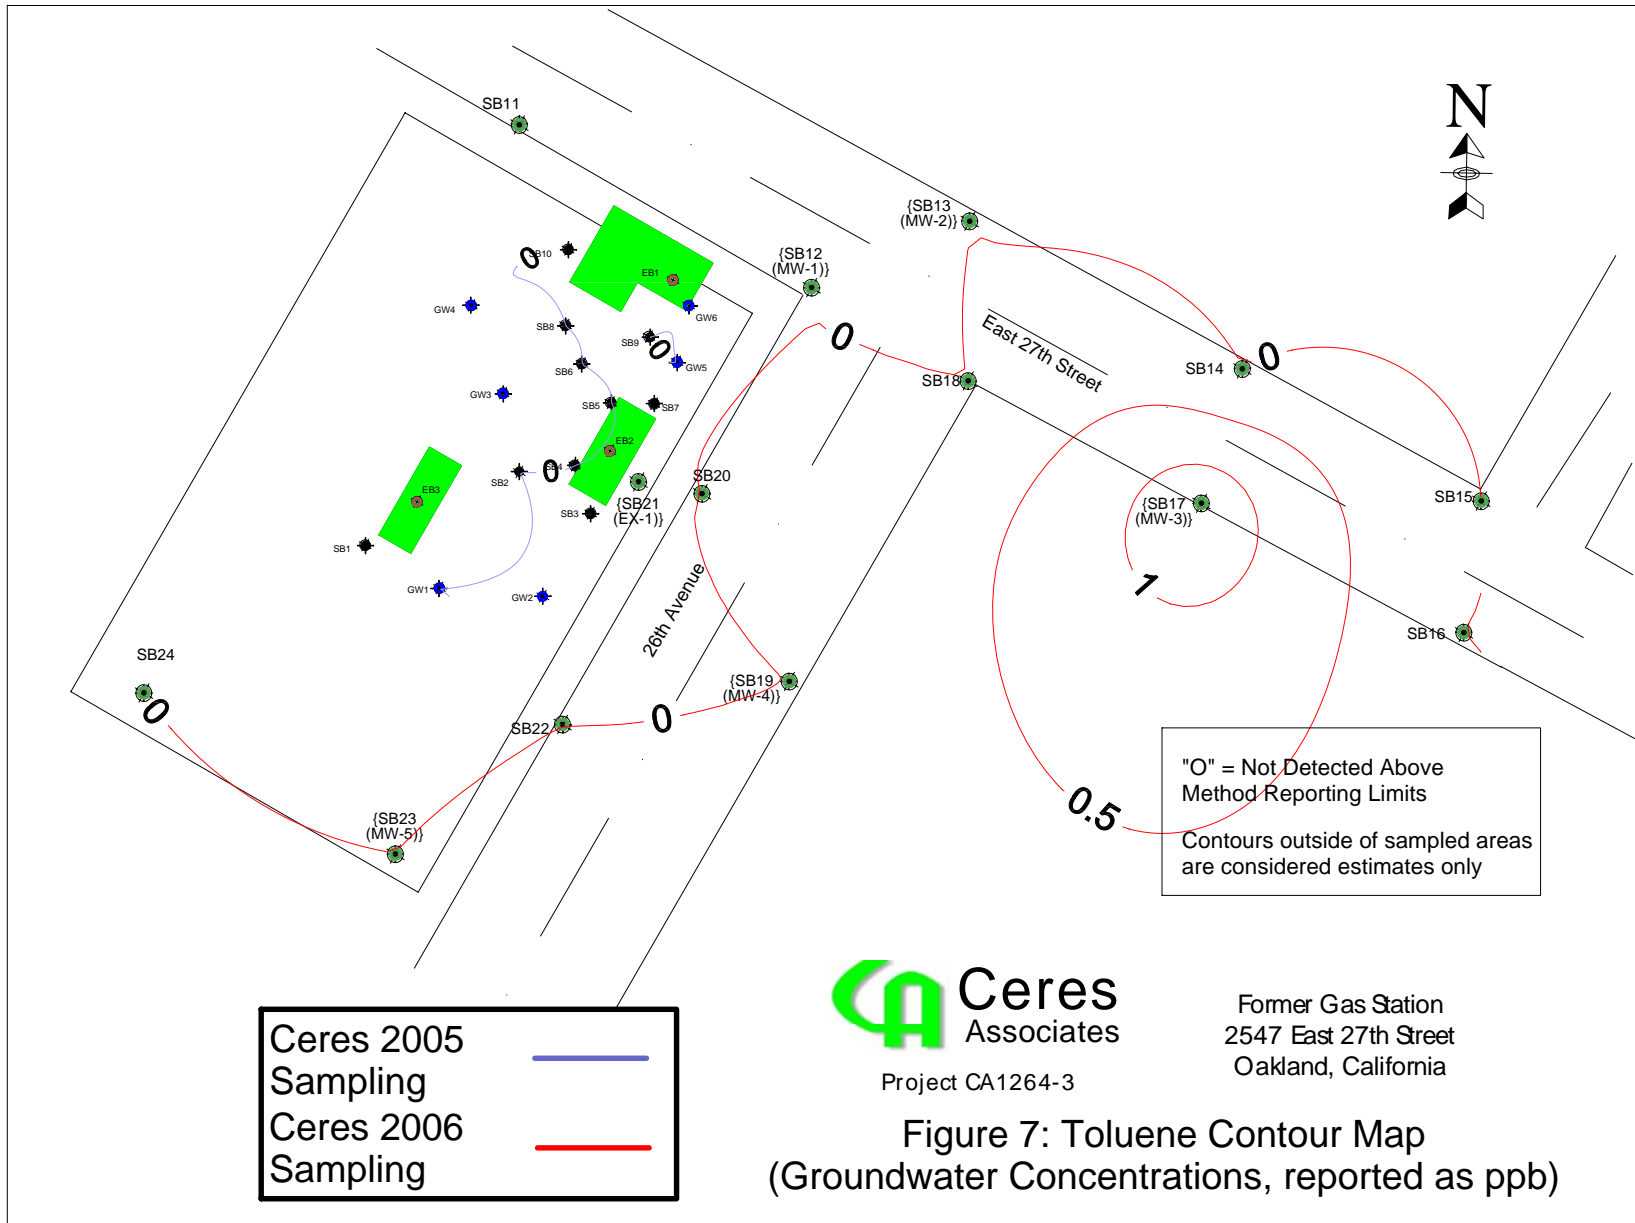 SB11
N
{SB13
(MW-2)}
{SB12
(MW-1)}
SB10
0
EB1
GW4
GW6
SB8
SB9
0
0
East 27th Street
0
SB6
GW5
SB14
SB18
GW3
SB5
SB7
EB2
SB4
0
SB2
SB20
{SB21
(EX-1)}
SB15
EB3
{SB17
(MW-3)}
SB3
SB1
1
GW1
GW2
26th Avenue
SB16
SB24
{SB19
(MW-4)}
0
0
SB22
"O" = Not Detected Above
Method Reporting Limits
0.5
{SB23
(MW-5)}
Contours outside of sampled areas
are considered estimates only
Ceres
Associates
Project CA1264-3
Former Gas Station
2547 East 27th Street
Oakland, California
Ceres 2005
Sampling
Ceres 2006
Sampling
Figure 7: Toluene Contour Map
(Groundwater Concentrations, reported as ppb)